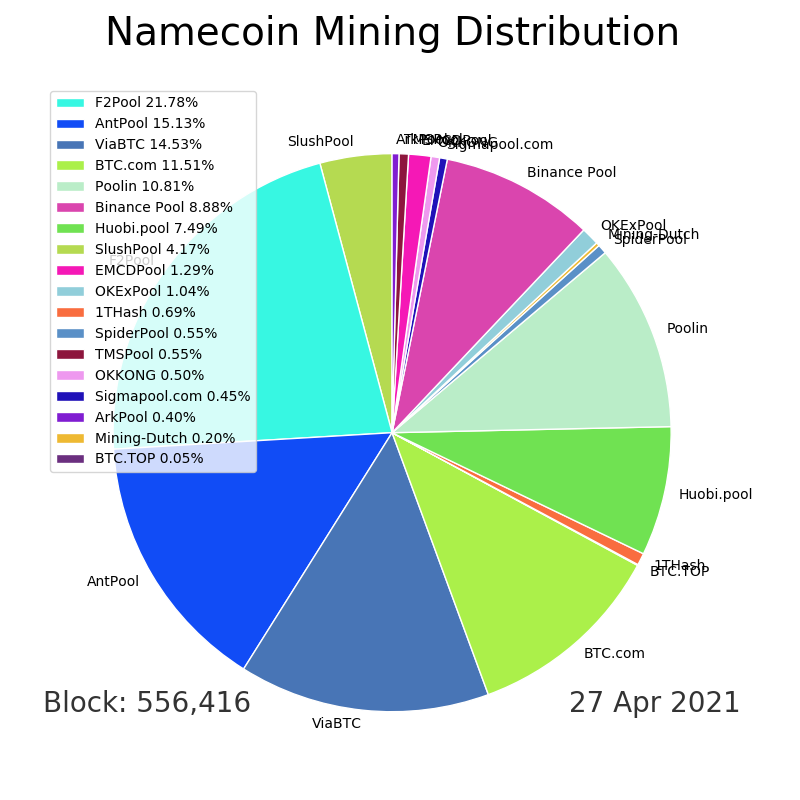 Namecoin Mining Distribution
F2Pool 21.78%
AntPool 15.13%
ViaBTC 14.53%
BTC.com 11.51%
Poolin 10.81%
Binance Pool 8.88%
Huobi.pool 7.49%
SlushPool 4.17%
EMCDPool 1.29%
OKExPool 1.04%
1THash 0.69%
SpiderPool 0.55%
TMSPool 0.55%
OKKONG 0.50%
Sigmapool.com 0.45%
ArkPool 0.40%
Mining-Dutch 0.20%
BTC.TOP 0.05%
SlushPool
ArkPool
TMSPool
EMCDPool
OKKONG
Sigmapool.com
Binance Pool
OKExPool
Mining-Dutch
SpiderPool
F2Pool
Poolin
Huobi.pool
1THash
BTC.TOP
AntPool
BTC.com
ViaBTC
Block: 556,416
27 Apr 2021